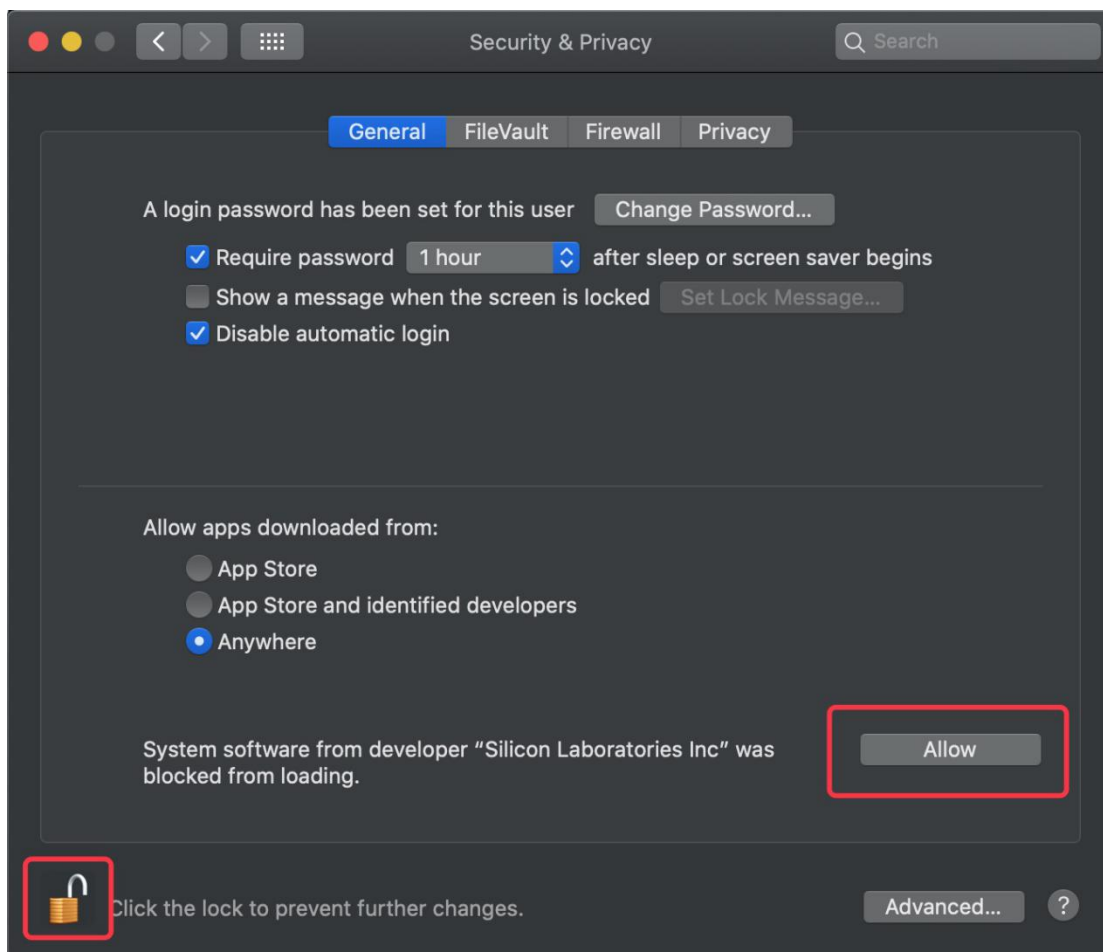 Security & Privacy
Search
General FileVault Firewall Privacy
A login password has been set for this user Change Password...
Require password 1 hour after sleep or screen saver begins
Show a message when the screen is locked Set Lock Message...
Disable automatic login
Allow apps downloaded from:
App Store
App Store and identified developers
Anywhere
System software from developer “Silicon Laboratories Inc” was
blocked from loading.
Allow
Click the lock to prevent further changes.
Advanced... ?